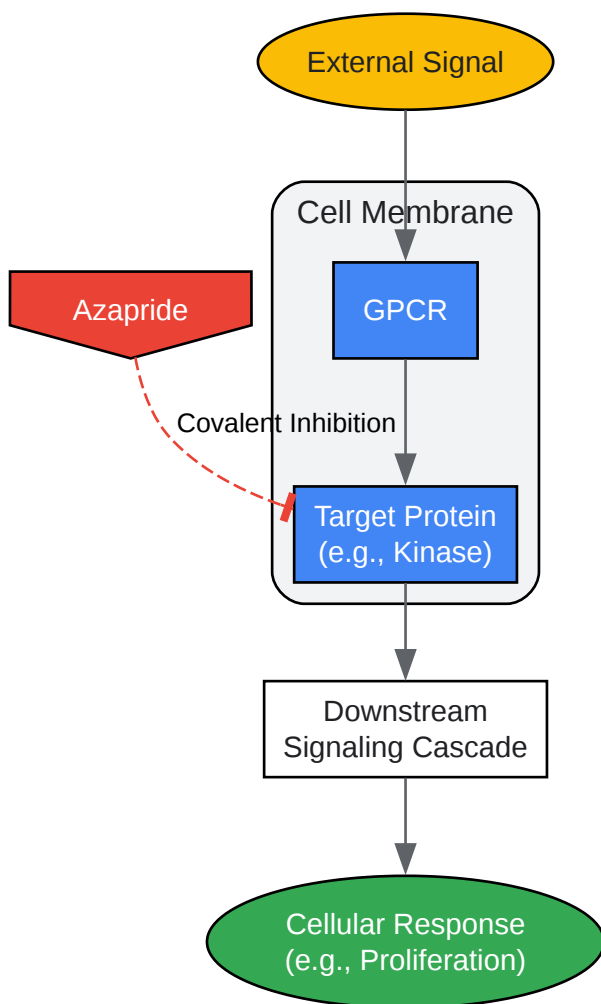 External Signal
Cell Membrane
GPCR
Azapride
Covalent Inhibition
Target Protein
(e.g., Kinase)
Downstream
Signaling Cascade
Cellular Response
(e.g., Proliferation)